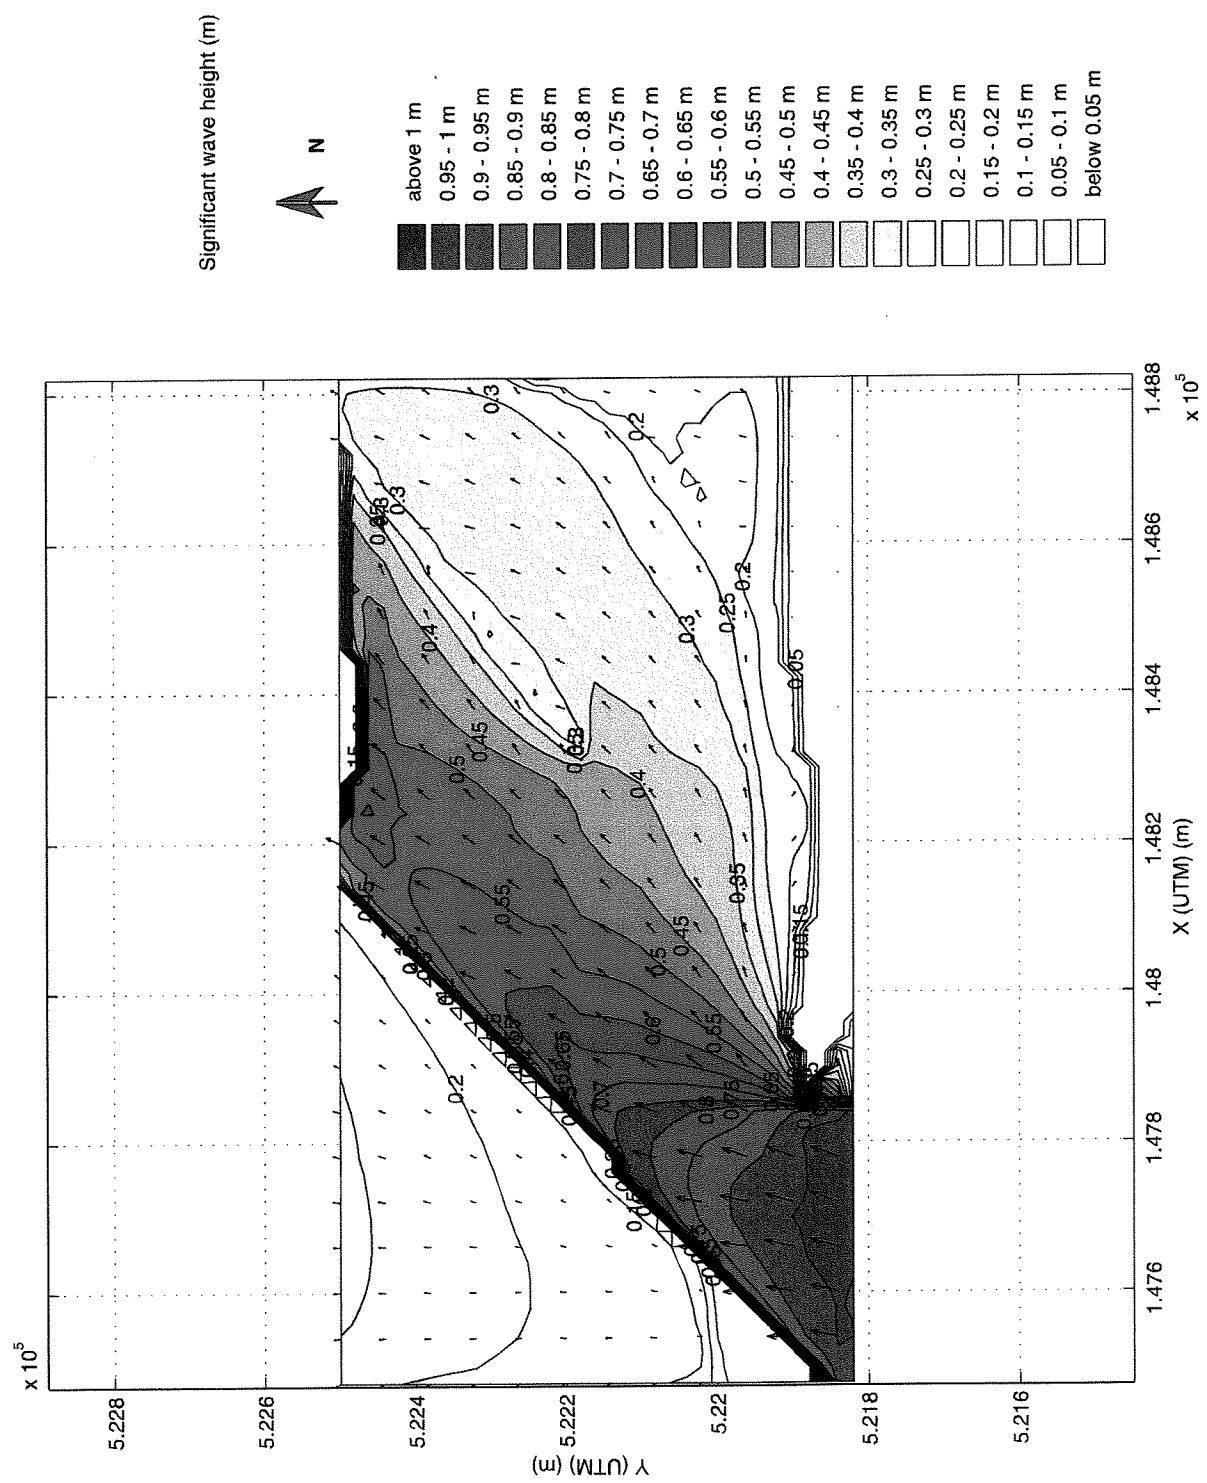 Significant wave height (m)
N
above 1 m
0.95 - 1 m
0.9 - 0.95 m
0.85 - 0.9 m
0.8 - 0.85 m
0.75 - 0.8 m
0.7 - 0.75 m
0.65 - 0.7 m
0.6 - 0.65 m
0.55 - 0.6 m
0.5 - 0.55 m
0.45 - 0.5 m
0.4 - 0.45 m
0.35 - 0.4 m
0.3 - 0.35 m
0.25 - 0.3 m
0.2 - 0.25 m
0.15 - 0.2 m
0.1 - 0.15 m
0.05 - 0.1 m
below 0.05 m
x 10⁵
5.228
5.226
5.224
5.222
5.22
5.218
5.216
Y (UTM) (m)
1.476
1.478
1.48
1.482
1.484
1.486
1.488
x 10⁵
X (UTM) (m)
0.3
0.2
0.3
0.4
0.3
0.25
0.2
0.05
0.45
0.5
0.4
0.35
0.55
0.45
0.5
0.6
0.55
0.65
0.7
0.75
0.8
0.2